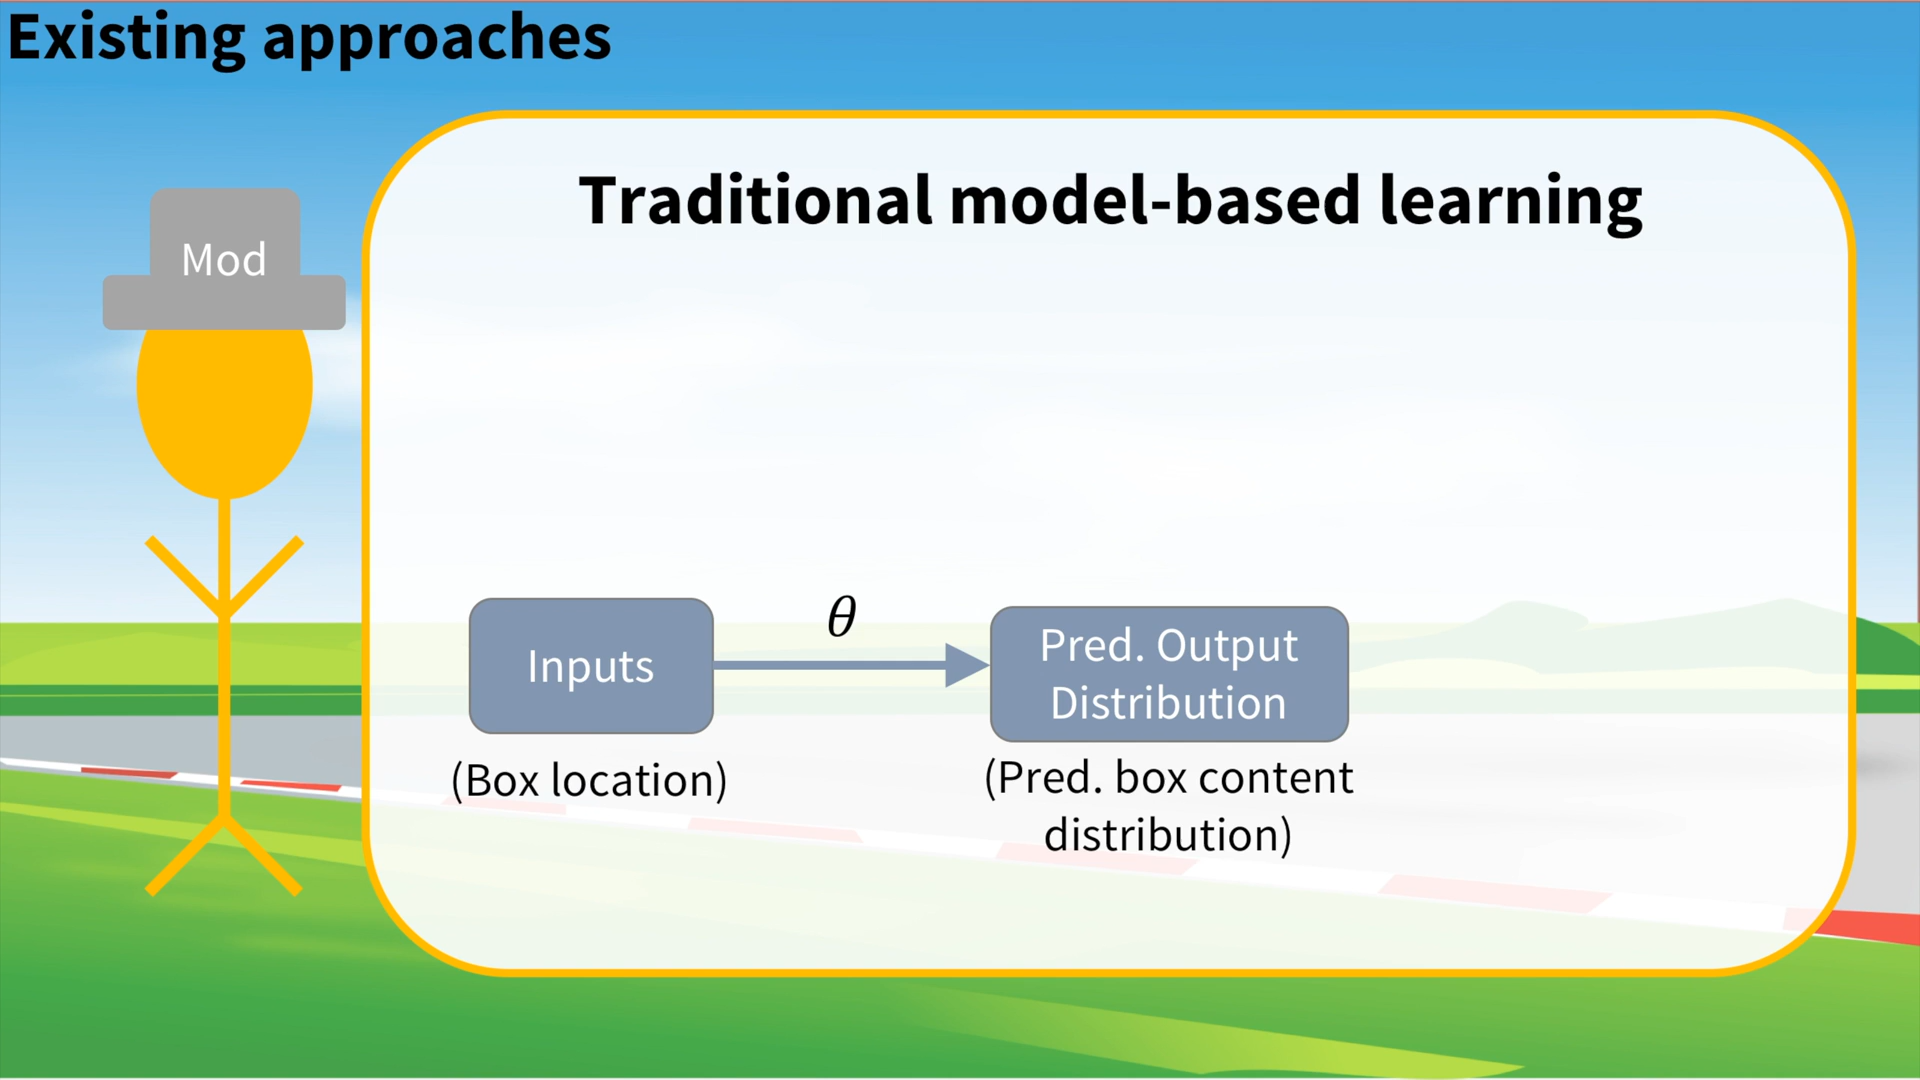 Existing approaches
Traditional model-based learning
Mod
θ
Inputs
Pred. Output
Distribution
(Box location)
(Pred. box content
distribution)